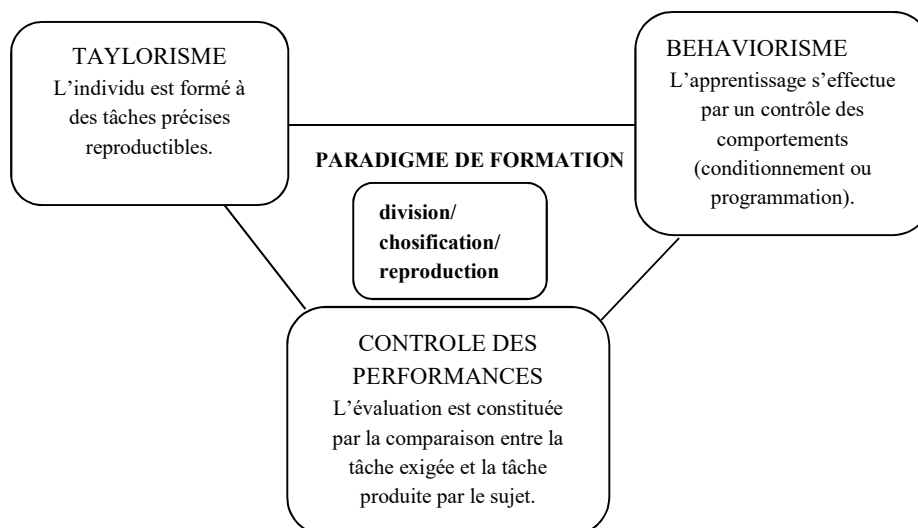 TAYLORISME
L’individu est formé à
des tâches précises
reproductibles.
BEHAVIORISME
L’apprentissage s’effectue
par un contrôle des
comportements
(conditionnement ou
programmation).
PARADIGME DE FORMATION
division/
chosification/
reproduction
CONTROLE DES
PERFORMANCES
L’évaluation est constituée
par la comparaison entre la
tâche exigée et la tâche
produite par le sujet.